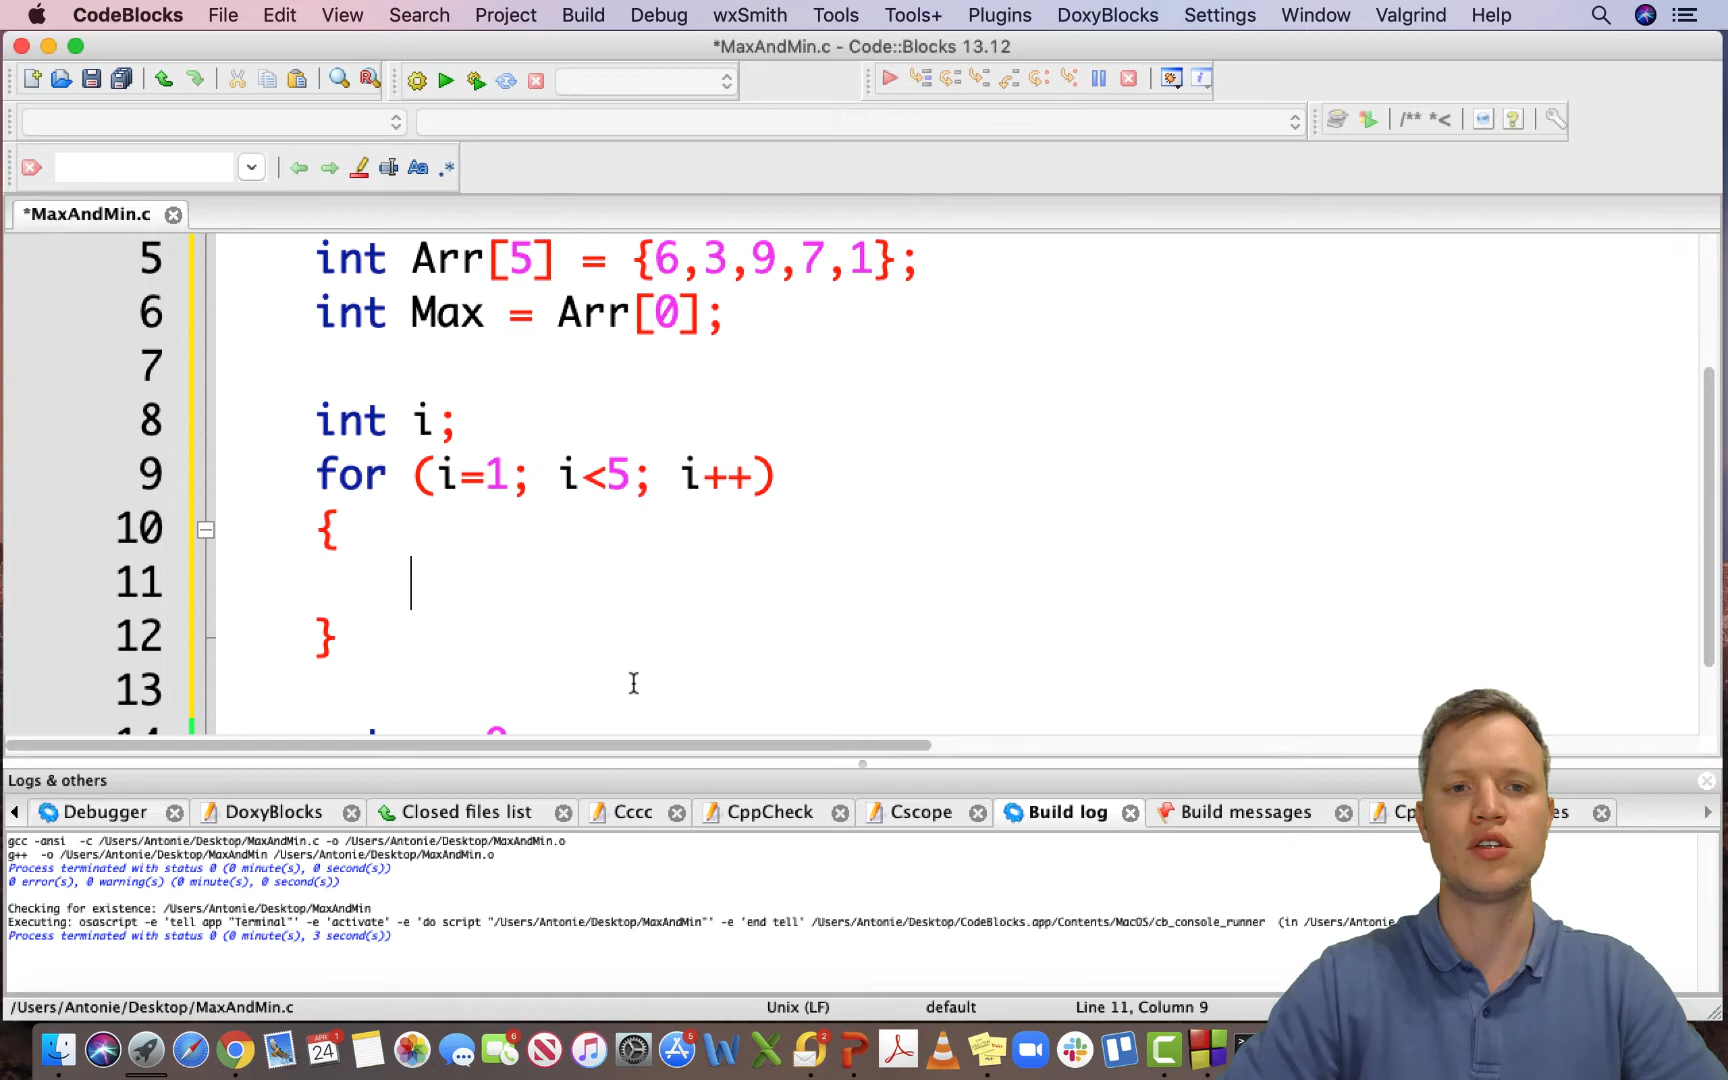 CodeBlocks File Edit View Search Project Build Debug wxSmith Tools Tools+ Plugins DoxyBlocks Settings Window Valgrind Help
*MaxAndMin.c - Code::Blocks 13.12
/** *<
Aa .*
*MaxAndMin.c
5 int Arr[5] = {6,3,9,7,1};
6 int Max = Arr[0];
7
8 int i;
9 for (i=1; i<5; i++)
10 {
11
12 }
13
Logs & others
Debugger DoxyBlocks Closed files list Cccc CppCheck Cscope Build log Build messages
gcc -ansi -c /Users/Antonie/Desktop/MaxAndMin.c -o /Users/Antonie/Desktop/MaxAndMin.o
g++ -o /Users/Antonie/Desktop/MaxAndMin /Users/Antonie/Desktop/MaxAndMin.o
Process terminated with status 0 (0 minute(s), 0 second(s))
0 error(s), 0 warning(s) (0 minute(s), 0 second(s))
Checking for existence: /Users/Antonie/Desktop/MaxAndMin
Executing: osascript -e 'tell app "Terminal"' -e 'activate' -e 'do script "/Users/Antonie/Desktop/MaxAndMin"' -e 'end tell' /Users/Antonie/Desktop/CodeBlocks.app/Contents/MacOS/cb_console_runner (in /Users/Antonie
Process terminated with status 0 (0 minute(s), 3 second(s))
/Users/Antonie/Desktop/MaxAndMin.c Unix (LF) default Line 11, Column 9
APR 1 24 6 5 2